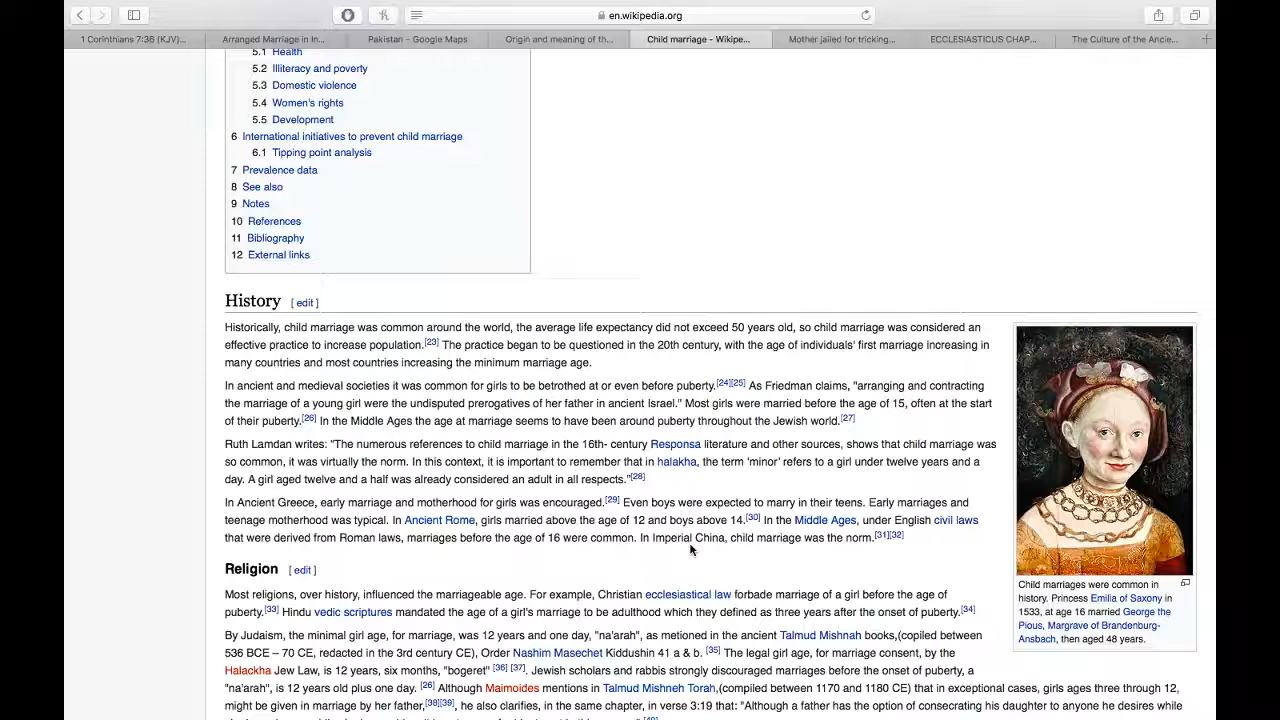 en.wikipedia.org
1 Corinthians 7:36 (KJV)...
Arranged Marriage in In...
Pakistan – Google Maps
Origin and meaning of th...
Child marriage - Wikipe...
Mother jailed for tricking...
ECCLESIASTICUS CHAP...
The Culture of the Ancie...
5.1 Health
5.2 Illiteracy and poverty
5.3 Domestic violence
5.4 Women's rights
5.5 Development
6 International initiatives to prevent child marriage
6.1 Tipping point analysis
7 Prevalence data
8 See also
9 Notes
10 References
11 Bibliography
12 External links
History [ edit ]
Historically, child marriage was common around the world, the average life expectancy did not exceed 50 years old, so child marriage was considered an
effective practice to increase population.[23] The practice began to be questioned in the 20th century, with the age of individuals' first marriage increasing in
many countries and most countries increasing the minimum marriage age.
In ancient and medieval societies it was common for girls to be betrothed at or even before puberty.[24][25] As Friedman claims, "arranging and contracting
the marriage of a young girl were the undisputed prerogatives of her father in ancient Israel." Most girls were married before the age of 15, often at the start
of their puberty.[26] In the Middle Ages the age at marriage seems to have been around puberty throughout the Jewish world.[27]
Ruth Lamdan writes: "The numerous references to child marriage in the 16th- century Responsa literature and other sources, shows that child marriage was
so common, it was virtually the norm. In this context, it is important to remember that in halakha, the term 'minor' refers to a girl under twelve years and a
day. A girl aged twelve and a half was already considered an adult in all respects."[28]
In Ancient Greece, early marriage and motherhood for girls was encouraged.[29] Even boys were expected to marry in their teens. Early marriages and
teenage motherhood was typical. In Ancient Rome, girls married above the age of 12 and boys above 14.[30] In the Middle Ages, under English civil laws
that were derived from Roman laws, marriages before the age of 16 were common. In Imperial China, child marriage was the norm.[31][32]
Child marriages were common in
history. Princess Emilia of Saxony in
1533, at age 16 married George the
Pious, Margrave of Brandenburg-
Ansbach, then aged 48 years.
Religion [ edit ]
Most religions, over history, influenced the marriageable age. For example, Christian ecclesiastical law forbade marriage of a girl before the age of
puberty.[33] Hindu vedic scriptures mandated the age of a girl's marriage to be adulthood which they defined as three years after the onset of puberty.[34]
By Judaism, the minimal girl age, for marriage, was 12 years and one day, "na'arah", as metioned in the ancient Talmud Mishnah books,(copiled between
536 BCE – 70 CE, redacted in the 3rd century CE), Order Nashim Masechet Kiddushin 41 a & b. [35] The legal girl age, for marriage consent, by the
Halackha Jew Law, is 12 years, six months, "bogeret" [36] [37]. Jewish scholars and rabbis strongly discouraged marriages before the onset of puberty, a
"na'arah", is 12 years old plus one day. [26] Although Maimoides mentions in Talmud Mishneh Torah,(compiled between 1170 and 1180 CE) that in exceptional cases, girls ages three through 12,
might be given in marriage by her father,[38][39], he also clarifies, in the same chapter, in verse 3:19 that: "Although a father has the option of consecrating his daughter to anyone he desires while